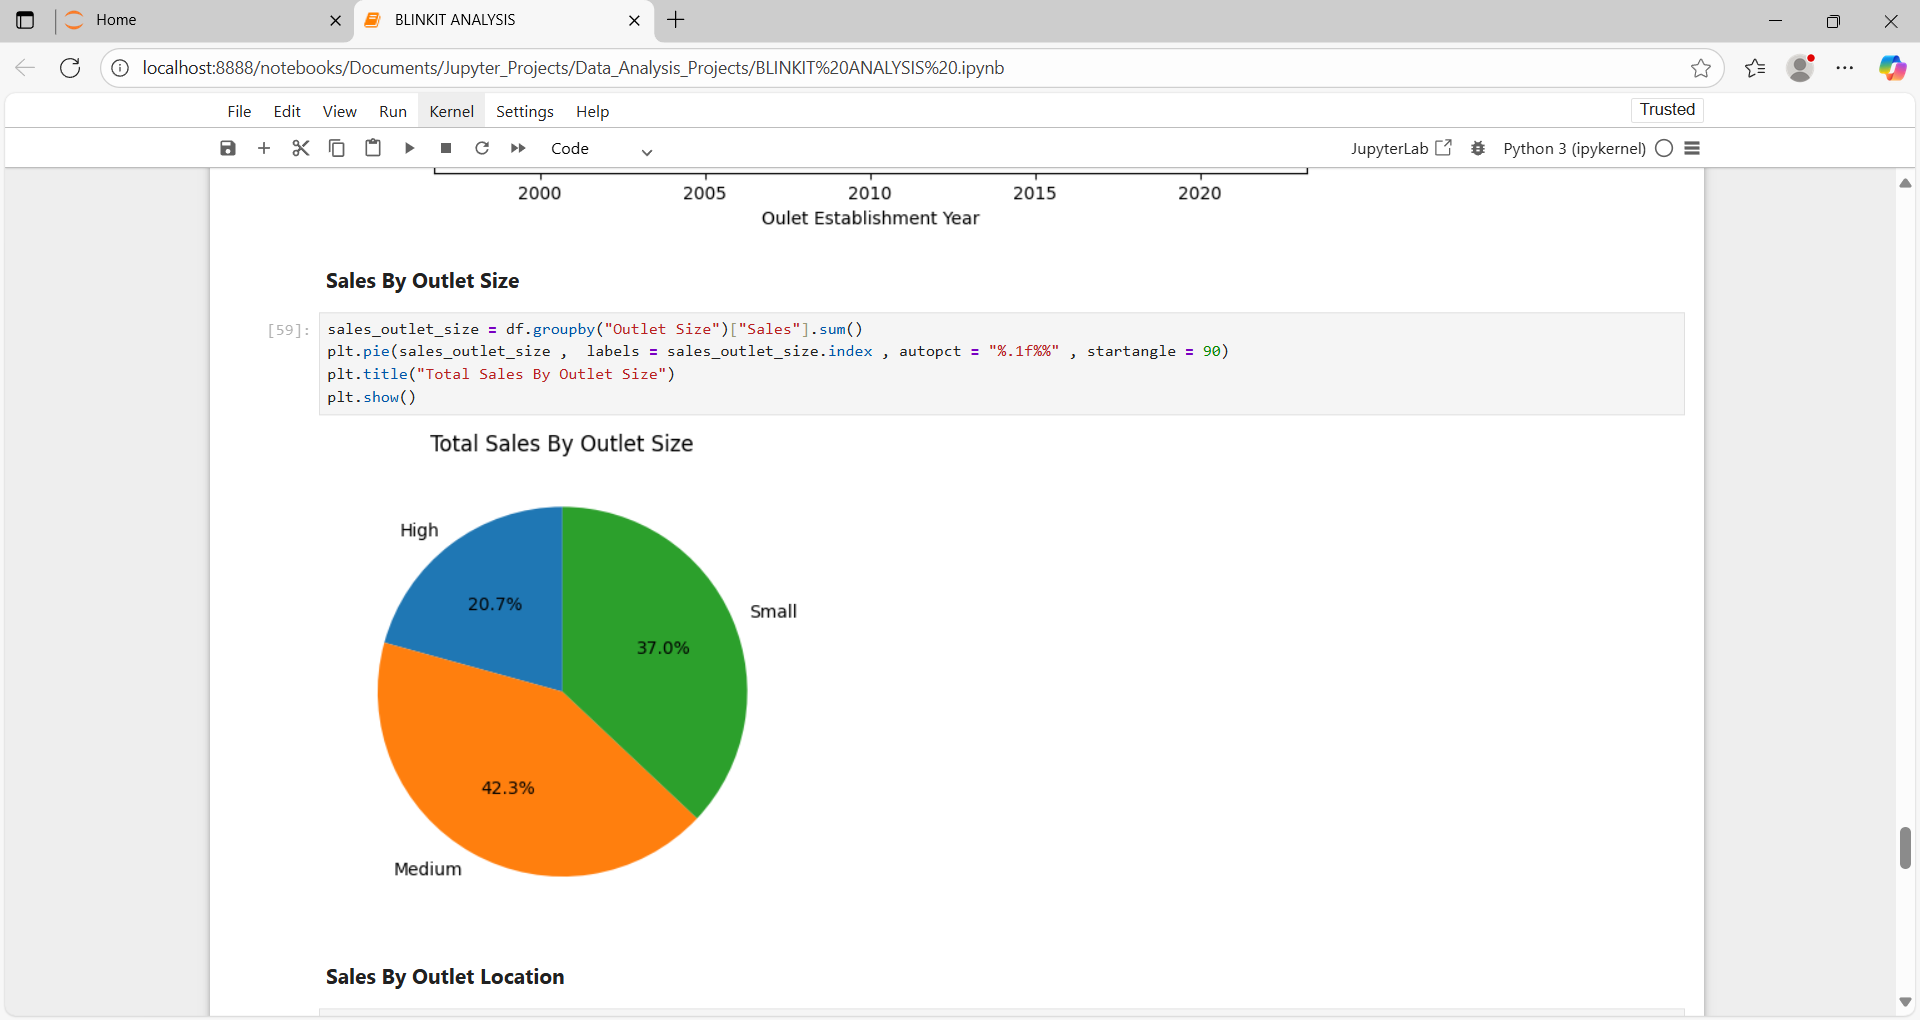 Home
BLINKIT ANALYSIS
localhost:8888/notebooks/Documents/Jupyter_Projects/Data_Analysis_Projects/BLINKIT%20ANALYSIS%20.ipynb
File Edit View Run Kernel Settings Help
Trusted
Code
JupyterLab
Python 3 (ipykernel)
2000 2005 2010 2015 2020
Oulet Establishment Year
Sales By Outlet Size
[59]:
sales_outlet_size = df.groupby("Outlet Size")["Sales"].sum()
plt.pie(sales_outlet_size ,  labels = sales_outlet_size.index , autopct = "%.1f%%" , startangle = 90)
plt.title("Total Sales By Outlet Size")
plt.show()
Total Sales By Outlet Size
High
20.7%
Small
37.0%
42.3%
Medium
Sales By Outlet Location